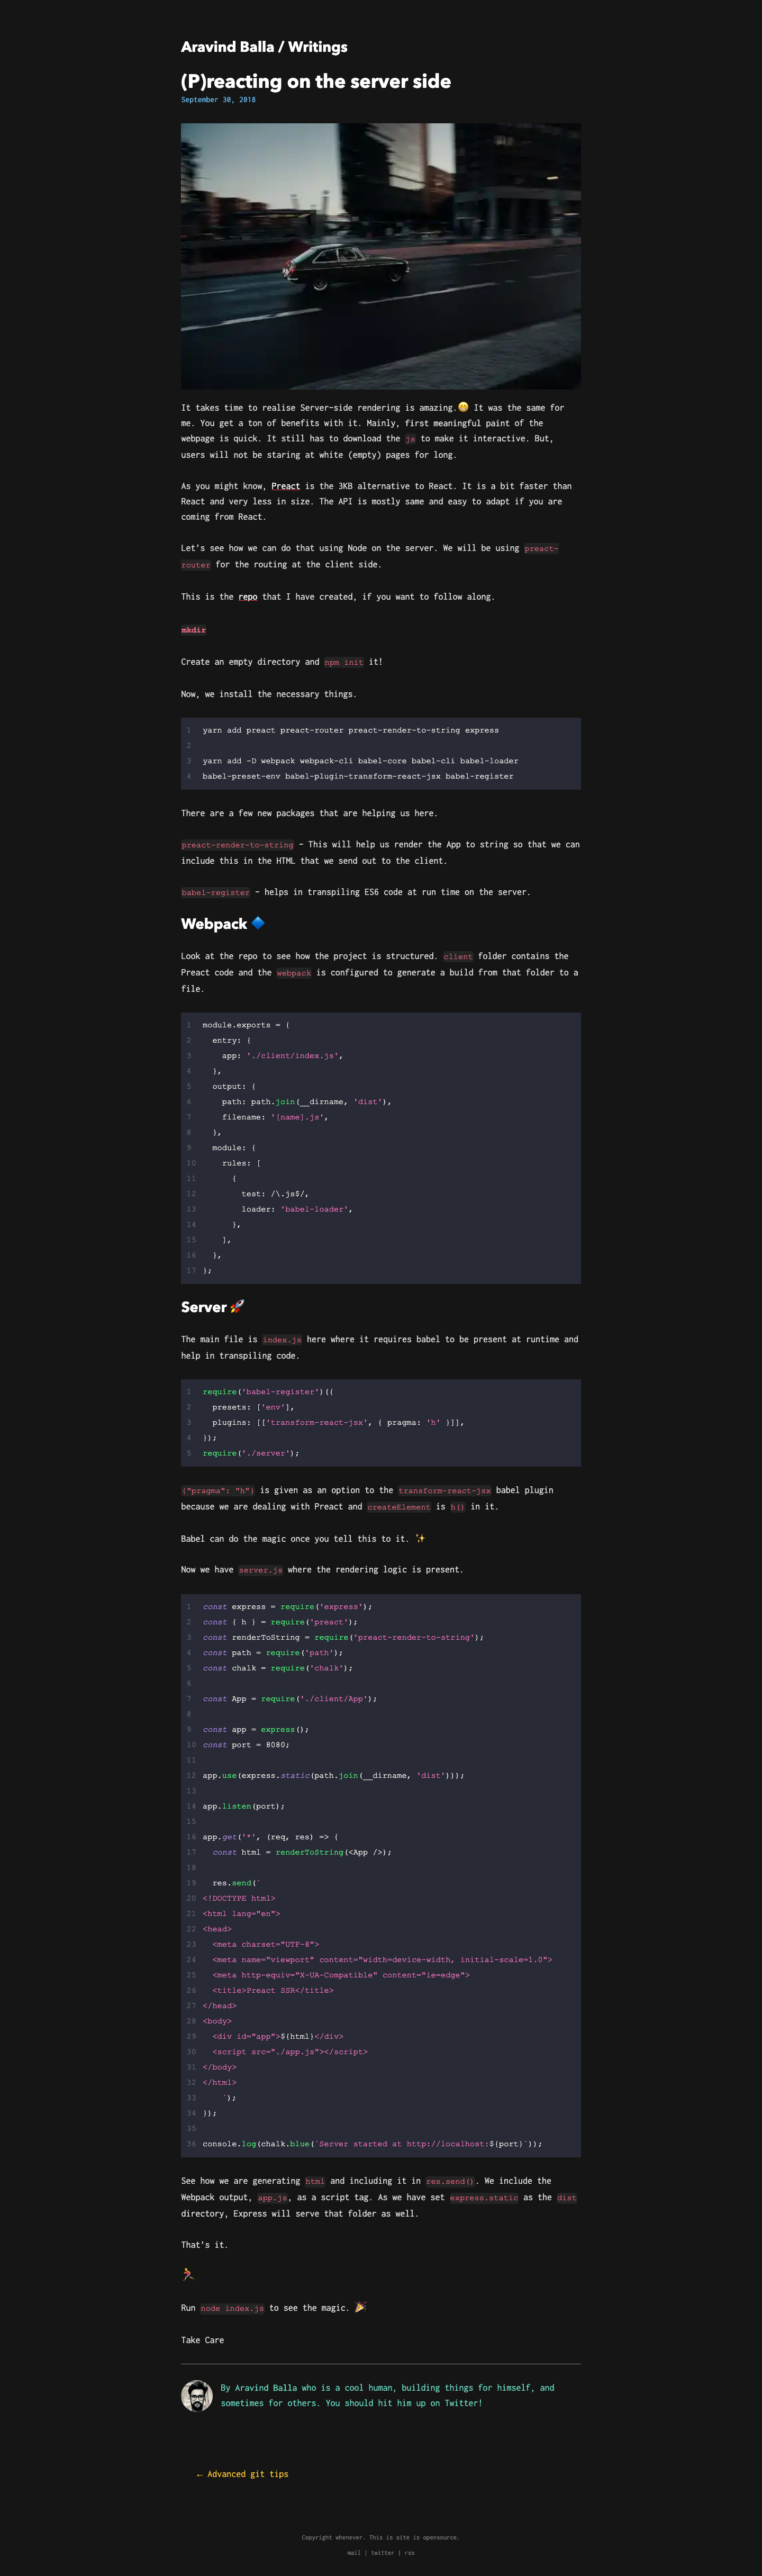 Aravind Balla / Writings
(P)reacting on the server side
September 30, 2018
It takes time to realise Server-side rendering is amazing.😁 It was the same for
me. You get a ton of benefits with it. Mainly, first meaningful paint of the
webpage is quick. It still has to download the js to make it interactive. But,
users will not be staring at white (empty) pages for long.
As you might know, Preact is the 3KB alternative to React. It is a bit faster than
React and very less in size. The API is mostly same and easy to adapt if you are
coming from React.
Let's see how we can do that using Node on the server. We will be using preact-
router for the routing at the client side.
This is the repo that I have created, if you want to follow along.
mkdir
Create an empty directory and npm init it!
Now, we install the necessary things.
1 yarn add preact preact-router preact-render-to-string express
2
3 yarn add -D webpack webpack-cli babel-core babel-cli babel-loader
4 babel-preset-env babel-plugin-transform-react-jsx babel-register
There are a few new packages that are helping us here.
preact-render-to-string - This will help us render the App to string so that we can
include this in the HTML that we send out to the client.
babel-register - helps in transpiling ES6 code at run time on the server.
Webpack 🔷
Look at the repo to see how the project is structured. client folder contains the
Preact code and the webpack is configured to generate a build from that folder to a
file.
1 module.exports = {
2   entry: {
3     app: './client/index.js',
4   },
5   output: {
6     path: path.join(__dirname, 'dist'),
7     filename: '[name].js',
8   },
9   module: {
10     rules: [
11       {
12         test: /\.js$/,
13         loader: 'babel-loader',
14       },
15     ],
16   },
17 };
Server 🚀
The main file is index.js here where it requires babel to be present at runtime and
help in transpiling code.
1 require('babel-register')({
2   presets: ['env'],
3   plugins: [['transform-react-jsx', { pragma: 'h' }]],
4 });
5 require('./server');
{"pragma": "h"} is given as an option to the transform-react-jsx babel plugin
because we are dealing with Preact and createElement is h() in it.
Babel can do the magic once you tell this to it. ✨
Now we have server.js where the rendering logic is present.
1 const express = require('express');
2 const { h } = require('preact');
3 const renderToString = require('preact-render-to-string');
4 const path = require('path');
5 const chalk = require('chalk');
6
7 const App = require('./client/App');
8
9 const app = express();
10 const port = 8080;
11
12 app.use(express.static(path.join(__dirname, 'dist')));
13
14 app.listen(port);
15
16 app.get('*', (req, res) => {
17   const html = renderToString(<App />);
18
19   res.send(`
20 <!DOCTYPE html>
21 <html lang="en">
22 <head>
23   <meta charset="UTF-8">
24   <meta name="viewport" content="width=device-width, initial-scale=1.0">
25   <meta http-equiv="X-UA-Compatible" content="ie=edge">
26   <title>Preact SSR</title>
27 </head>
28 <body>
29   <div id="app">${html}</div>
30   <script src="./app.js"></script>
31 </body>
32 </html>
33     `);
34 });
35
36 console.log(chalk.blue(`Server started at http://localhost:${port}`));
See how we are generating html and including it in res.send(). We include the
Webpack output, app.js, as a script tag. As we have set express.static as the dist
directory, Express will serve that folder as well.
That's it.
🏃
Run node index.js to see the magic. 🎉
Take Care
By Aravind Balla who is a cool human, building things for himself, and
sometimes for others. You should hit him up on Twitter!
← Advanced git tips
Copyright whenever. This is site is opensource.
mail | twitter | rss